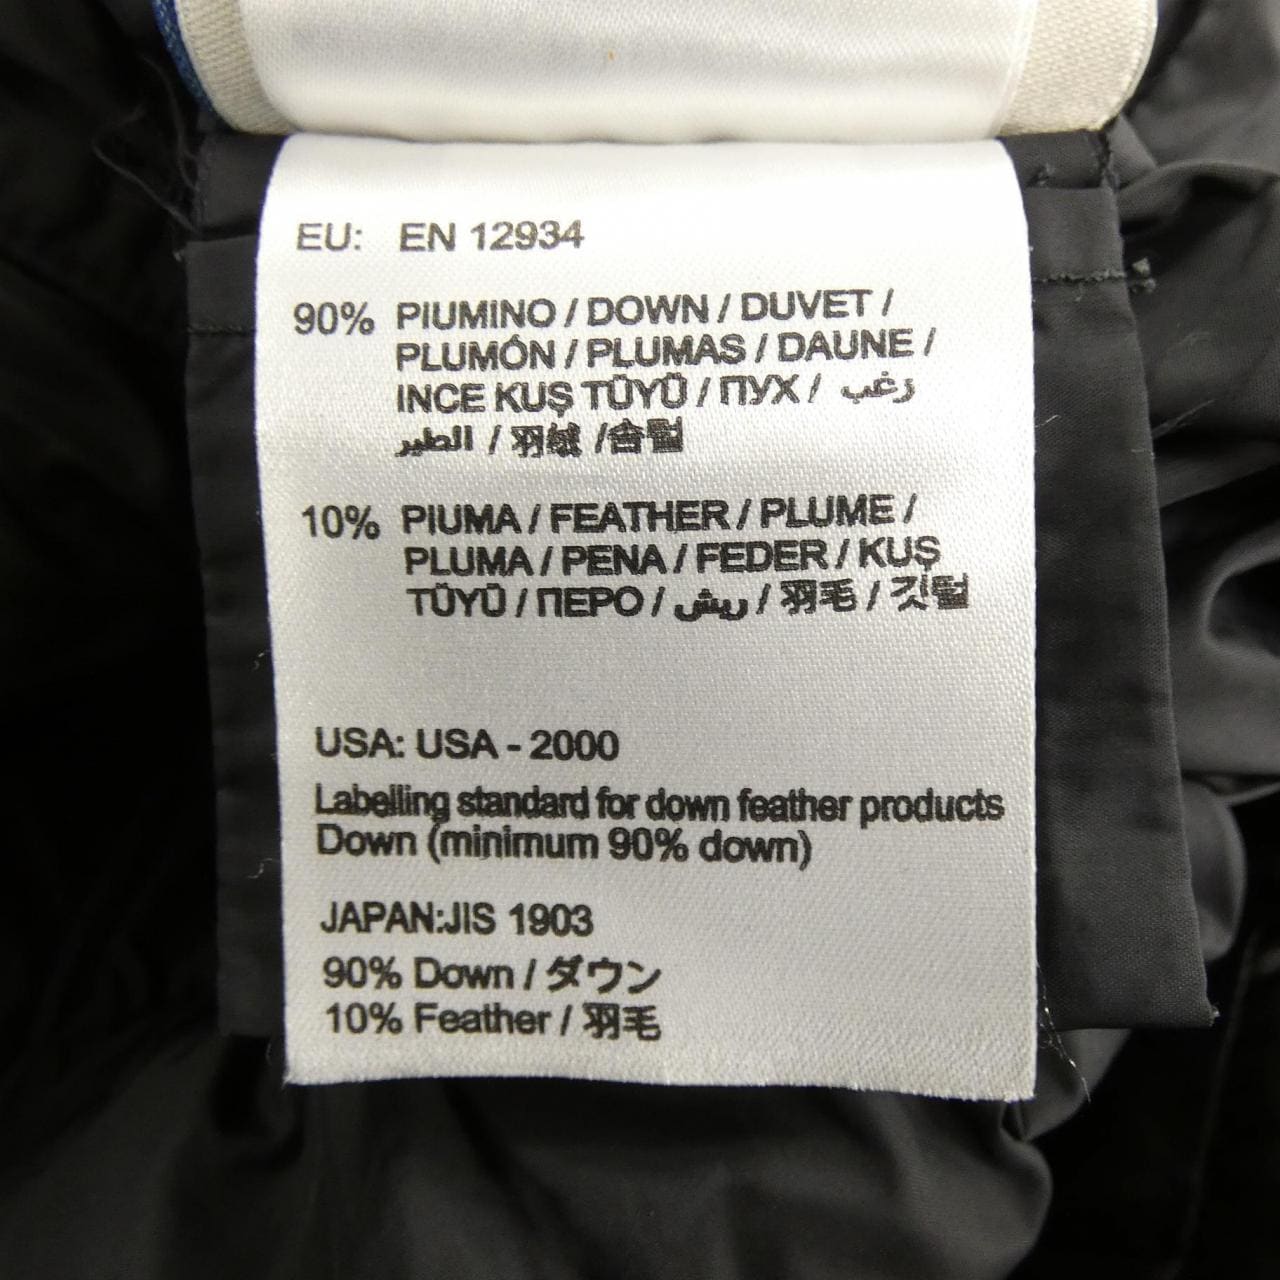 EU: EN 12934
90% PIUMINO / DOWN / DUVET /
PLUMÓN / PLUMAS / DAUNE /
INCE KUŞ TÜYÜ / ПУХ / زغب
الطير / 羽绒 /솜털
10% PIUMA / FEATHER / PLUME /
PLUMA / PENA / FEDER / KUŞ
TÜYÜ / ПЕРО / ريش / 羽毛 / 깃털
USA: USA - 2000
Labelling standard for down feather products
Down (minimum 90% down)
JAPAN:JIS 1903
90% Down / ダウン
10% Feather / 羽毛